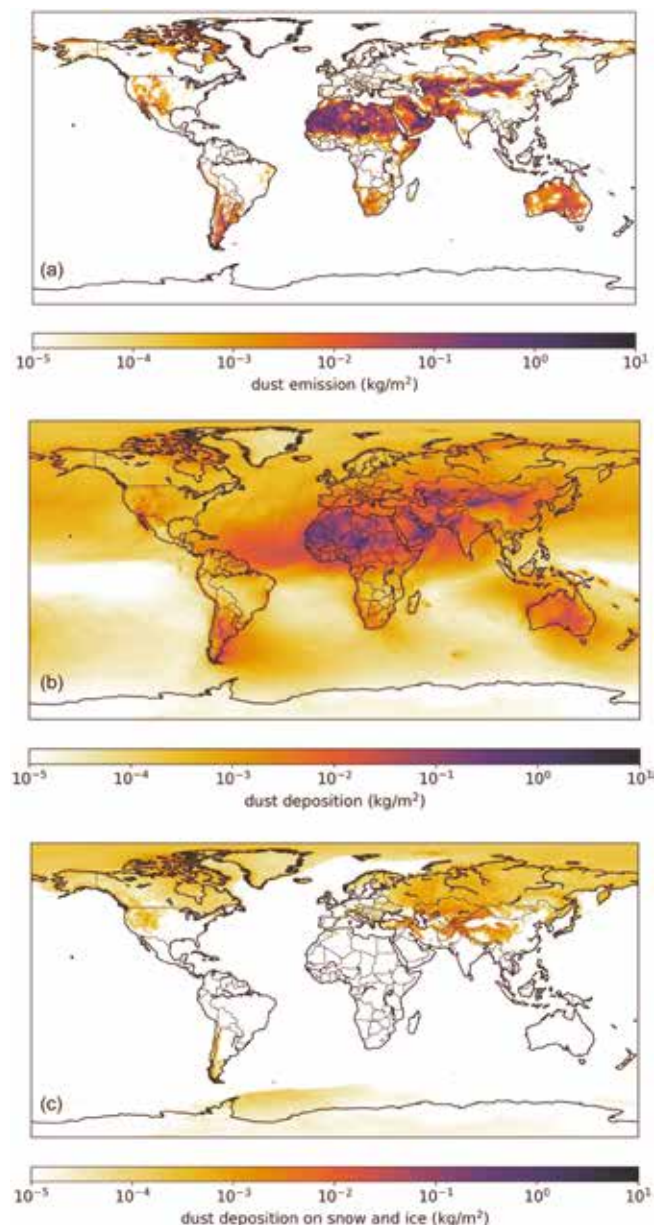 (a)
10⁻⁵ 10⁻⁴ 10⁻³ 10⁻² 10⁻¹ 10⁰ 10¹
dust emission (kg/m²)
(b)
10⁻⁵ 10⁻⁴ 10⁻³ 10⁻² 10⁻¹ 10⁰ 10¹
dust deposition (kg/m²)
(c)
10⁻⁵ 10⁻⁴ 10⁻³ 10⁻² 10⁻¹ 10⁰ 10¹
dust deposition on snow and ice (kg/m²)